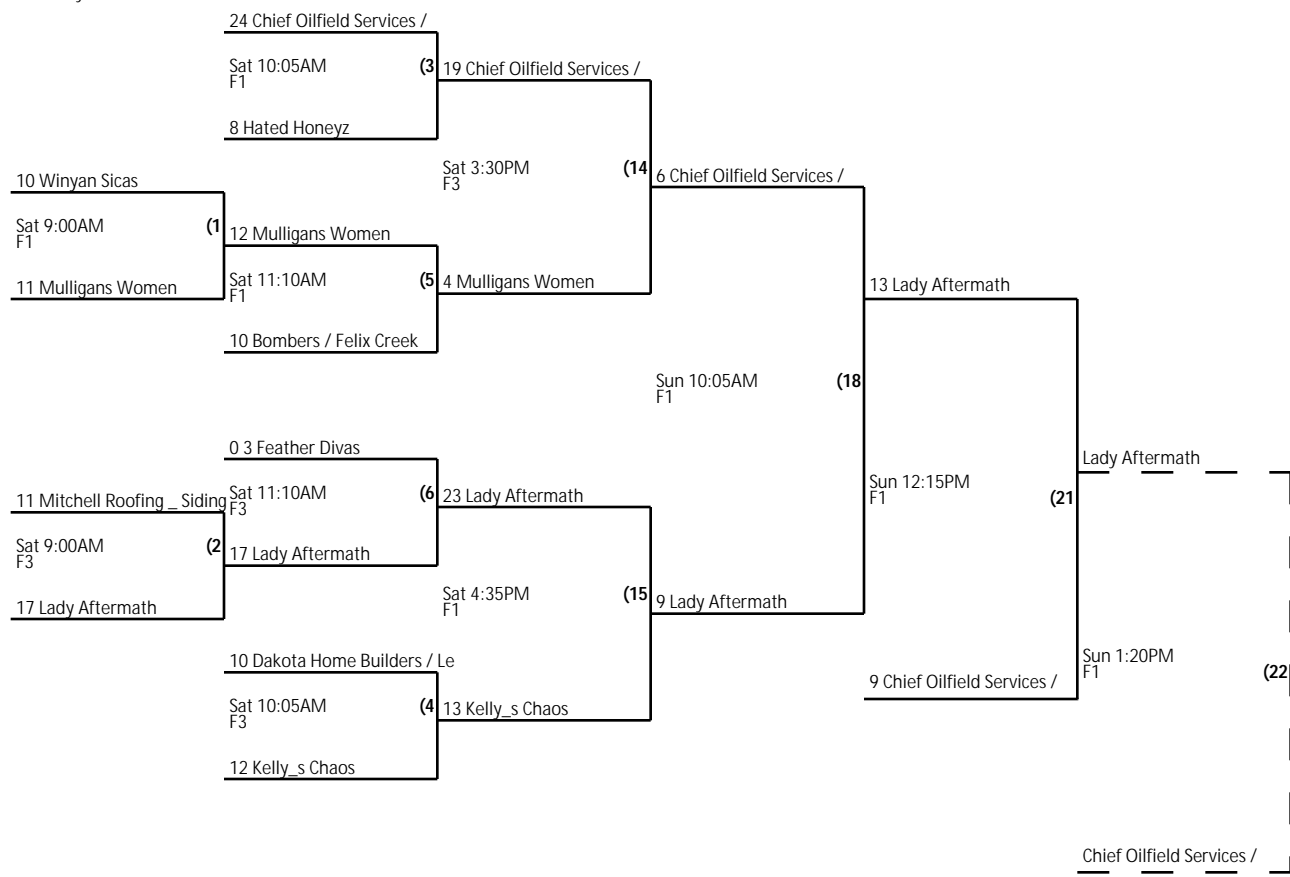 24 Chief Oilfield Services /
Sat 10:05AM
F1
(3
19 Chief Oilfield Services /
8 Hated Honeyz
Sat 3:30PM
F3
(14
6 Chief Oilfield Services /
10 Winyan Sicas
Sat 9:00AM
F1
(1
12 Mulligans Women
11 Mulligans Women
Sat 11:10AM
F1
(5
4 Mulligans Women
10 Bombers / Felix Creek
13 Lady Aftermath
Sun 10:05AM
F1
(18
0 3 Feather Divas
Sat 11:10AM
F3
(6
23 Lady Aftermath
11 Mitchell Roofing _ Siding
Sat 9:00AM
F3
(2
17 Lady Aftermath
17 Lady Aftermath
Sat 4:35PM
F1
(15
9 Lady Aftermath
Sun 12:15PM
F1
(21
Lady Aftermath
10 Dakota Home Builders / Le
Sat 10:05AM
F3
(4
13 Kelly_s Chaos
12 Kelly_s Chaos
9 Chief Oilfield Services /
Sun 1:20PM
F1
(22
Chief Oilfield Services /